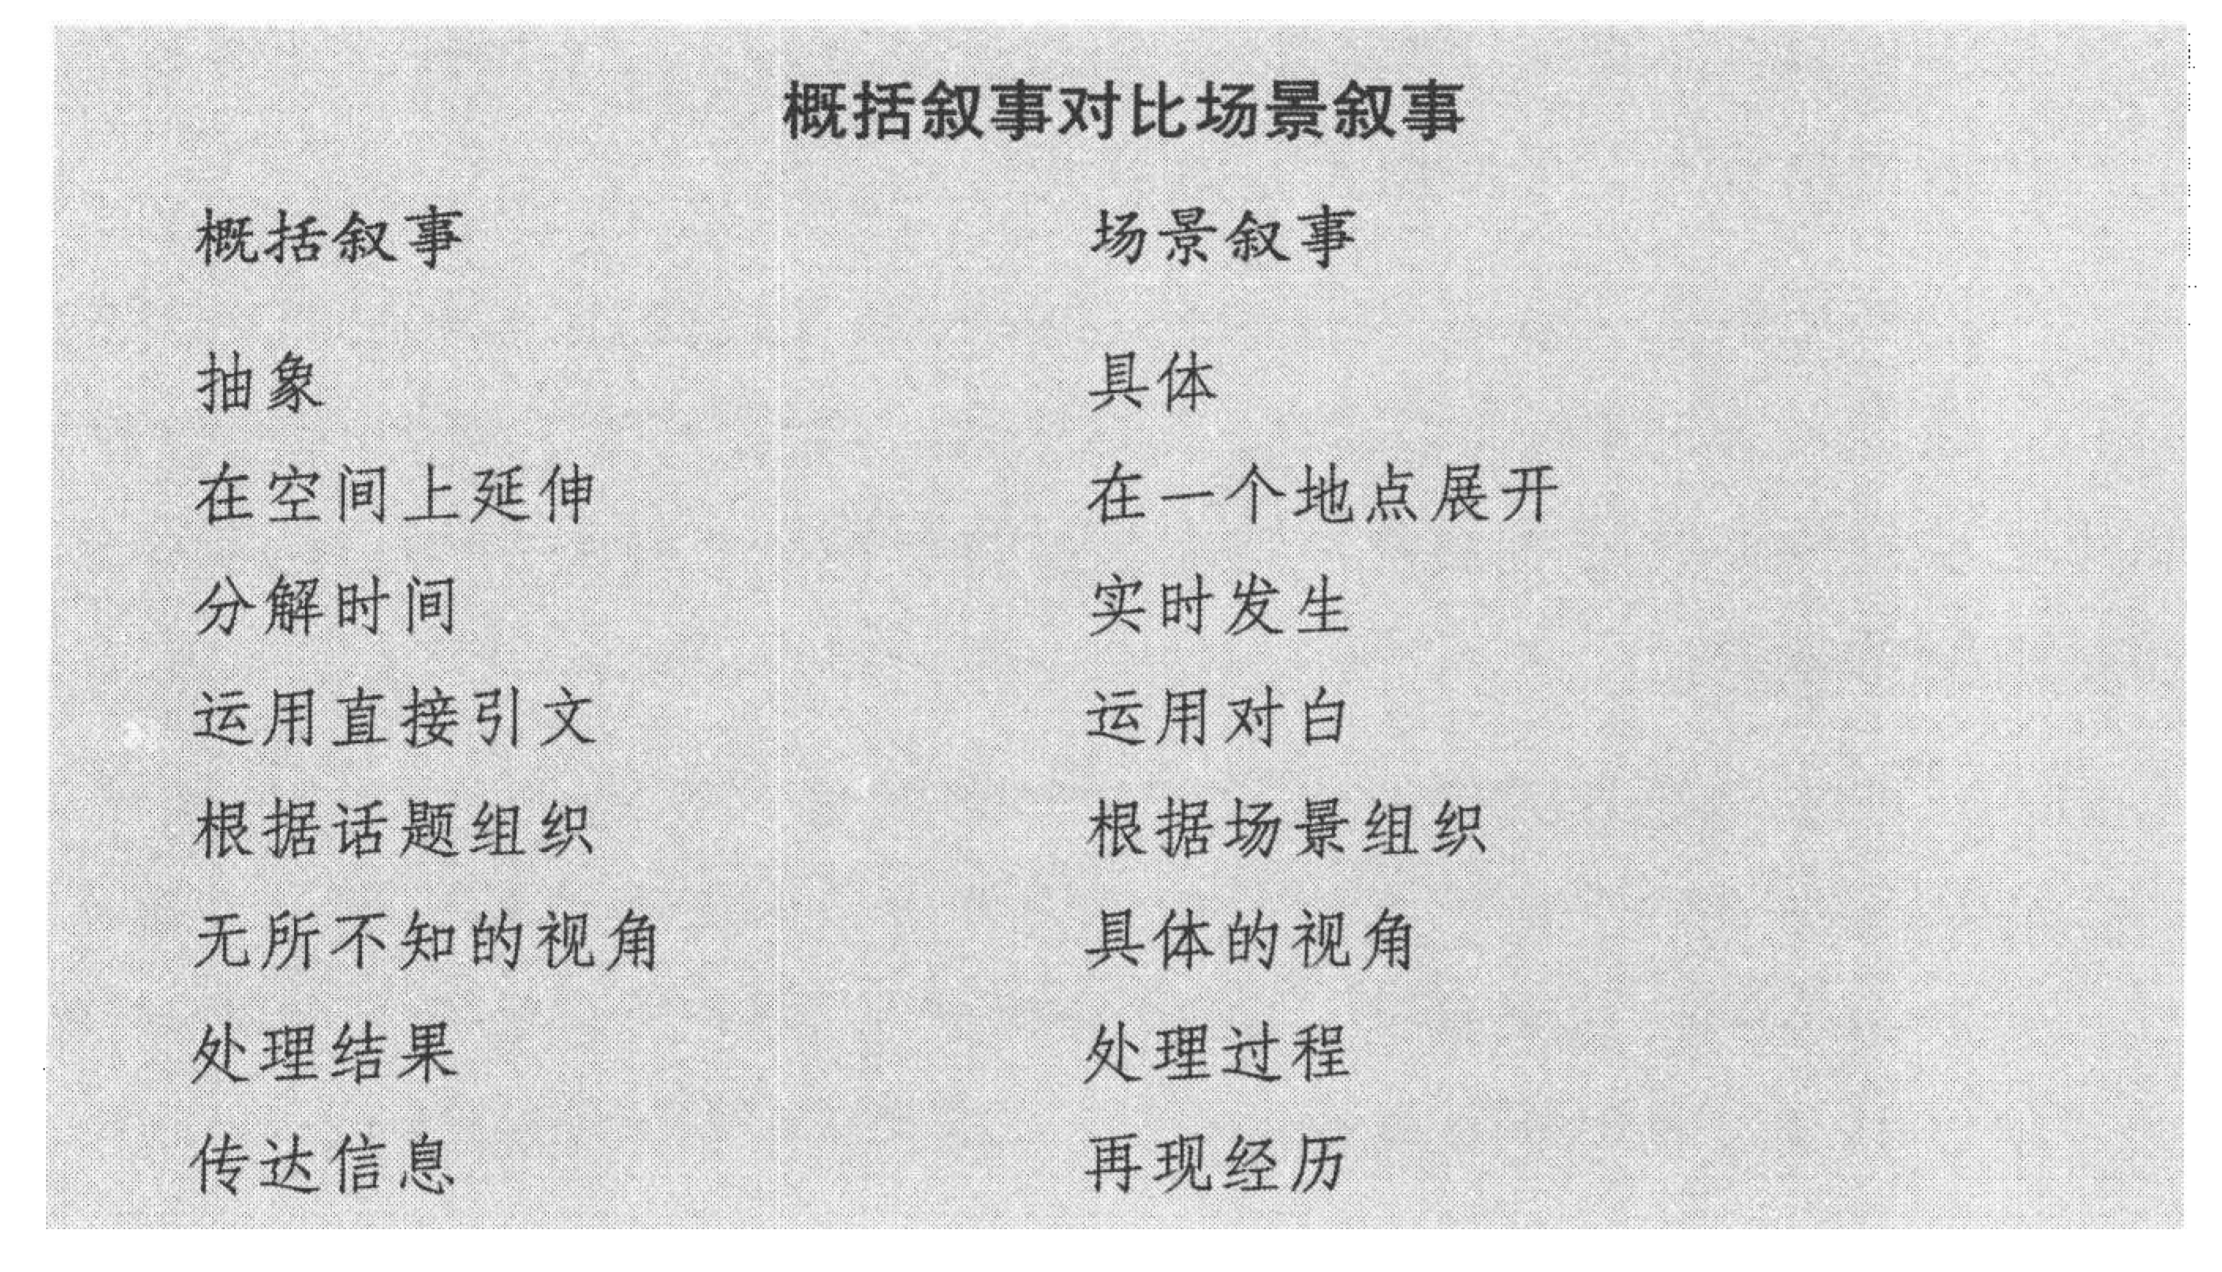 概括叙事对比场景叙事
概括叙事 场景叙事
抽象 具体
在空间上延伸 在一个地点展开
分解时间 实时发生
运用直接引文 运用对白
根据话题组织 根据场景组织
无所不知的视角 具体的视角
处理结果 处理过程
传达信息 再现经历